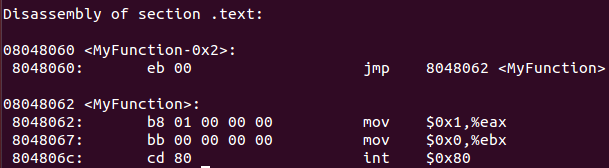 Disassembly of section .text:
08048060 <MyFunction-0x2>:
8048060: eb 00 jmp 8048062 <MyFunction>
08048062 <MyFunction>:
8048062: b8 01 00 00 00 mov $0x1,%eax
8048067: bb 00 00 00 00 mov $0x0,%ebx
804806c: cd 80 int $0x80